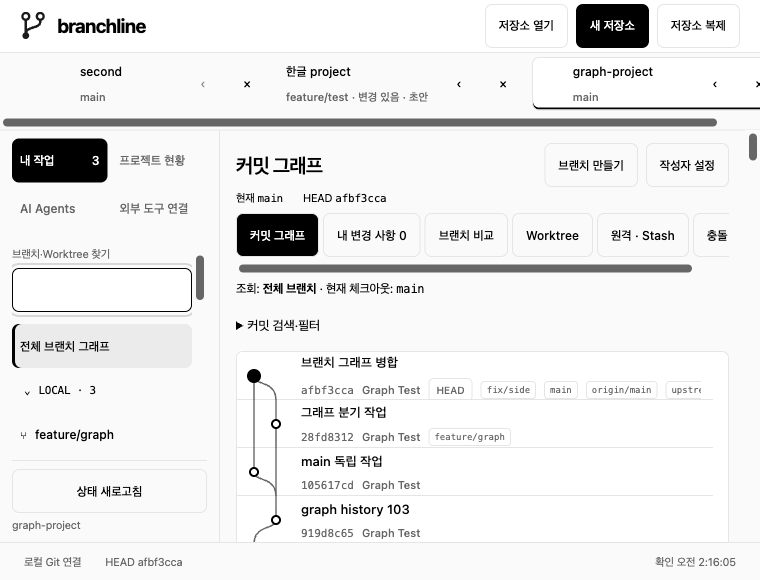 branchline
저장소 열기
새 저장소
저장소 복제
second
main
한글 project
feature/test · 변경 있음 · 초안
graph-project
main
내 작업 3
프로젝트 현황
AI Agents
외부 도구 연결
브랜치·Worktree 찾기
전체 브랜치 그래프
LOCAL · 3
feature/graph
상태 새로고침
graph-project
커밋 그래프
브랜치 만들기
작성자 설정
현재 main HEAD afbf3cca
커밋 그래프
내 변경 사항 0
브랜치 비교
Worktree
원격 · Stash
충돌
조회: 전체 브랜치 · 현재 체크아웃: main
▶ 커밋 검색·필터
브랜치 그래프 병합
afbf3cca Graph Test HEAD fix/side main origin/main upstre
그래프 분기 작업
28fd8312 Graph Test feature/graph
main 독립 작업
105617cd Graph Test
graph history 103
919d8c65 Graph Test
로컬 Git 연결
HEAD afbf3cca
확인 오전 2:16:05